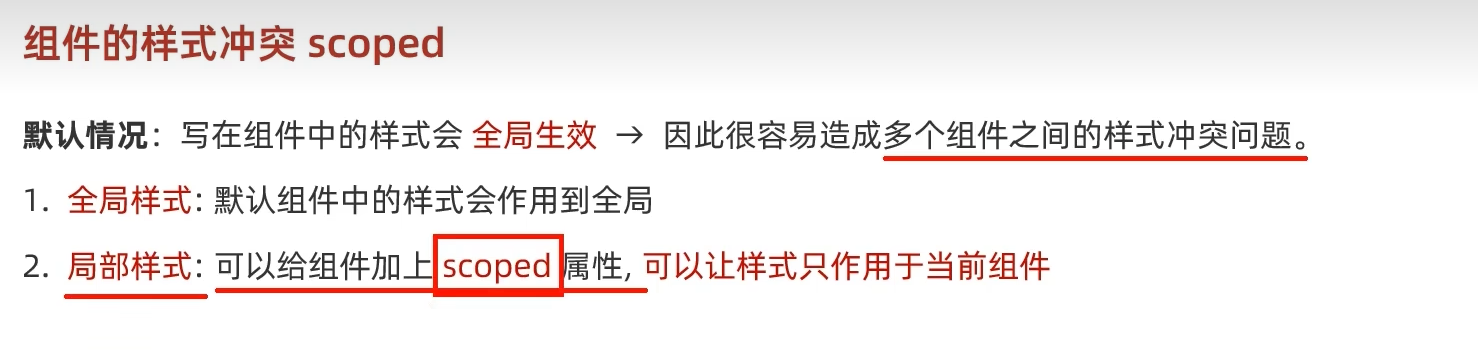 组件的样式冲突 scoped
默认情况：写在组件中的样式会 全局生效 → 因此很容易造成多个组件之间的样式冲突问题。
1. 全局样式: 默认组件中的样式会作用到全局
2. 局部样式: 可以给组件加上 scoped 属性, 可以让样式只作用于当前组件